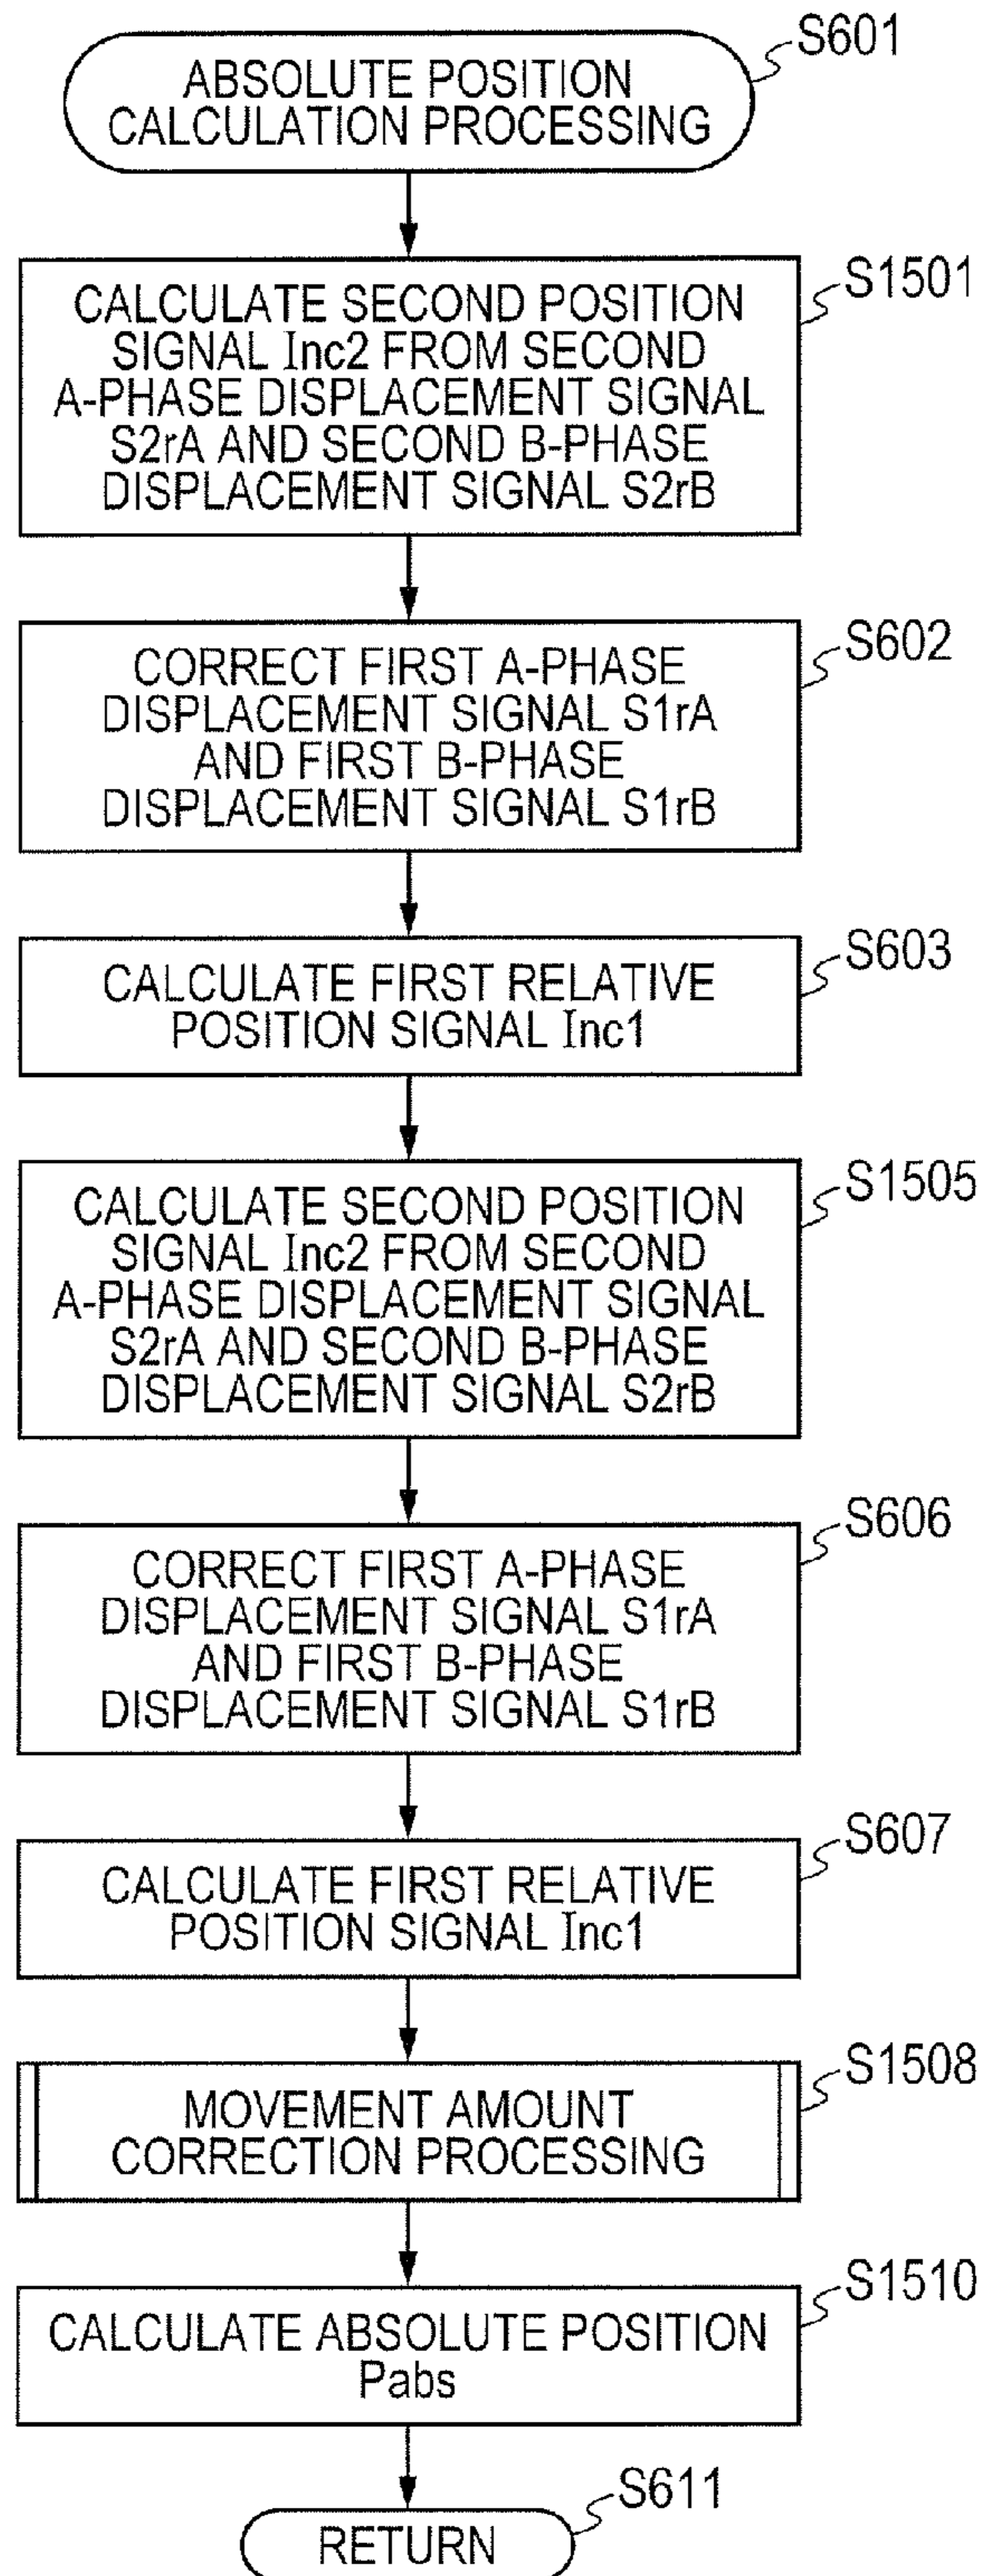 S601
ABSOLUTE POSITION
CALCULATION PROCESSING
S1501
CALCULATE SECOND POSITION
SIGNAL Inc2 FROM SECOND
A-PHASE DISPLACEMENT SIGNAL
S2rA AND SECOND B-PHASE
DISPLACEMENT SIGNAL S2rB
S602
CORRECT FIRST A-PHASE
DISPLACEMENT SIGNAL S1rA
AND FIRST B-PHASE
DISPLACEMENT SIGNAL S1rB
S603
CALCULATE FIRST RELATIVE
POSITION SIGNAL Inc1
S1505
CALCULATE SECOND POSITION
SIGNAL Inc2 FROM SECOND
A-PHASE DISPLACEMENT SIGNAL
S2rA AND SECOND B-PHASE
DISPLACEMENT SIGNAL S2rB
S606
CORRECT FIRST A-PHASE
DISPLACEMENT SIGNAL S1rA
AND FIRST B-PHASE
DISPLACEMENT SIGNAL S1rB
S607
CALCULATE FIRST RELATIVE
POSITION SIGNAL Inc1
S1508
MOVEMENT AMOUNT
CORRECTION PROCESSING
S1510
CALCULATE ABSOLUTE POSITION
Pabs
S611
RETURN